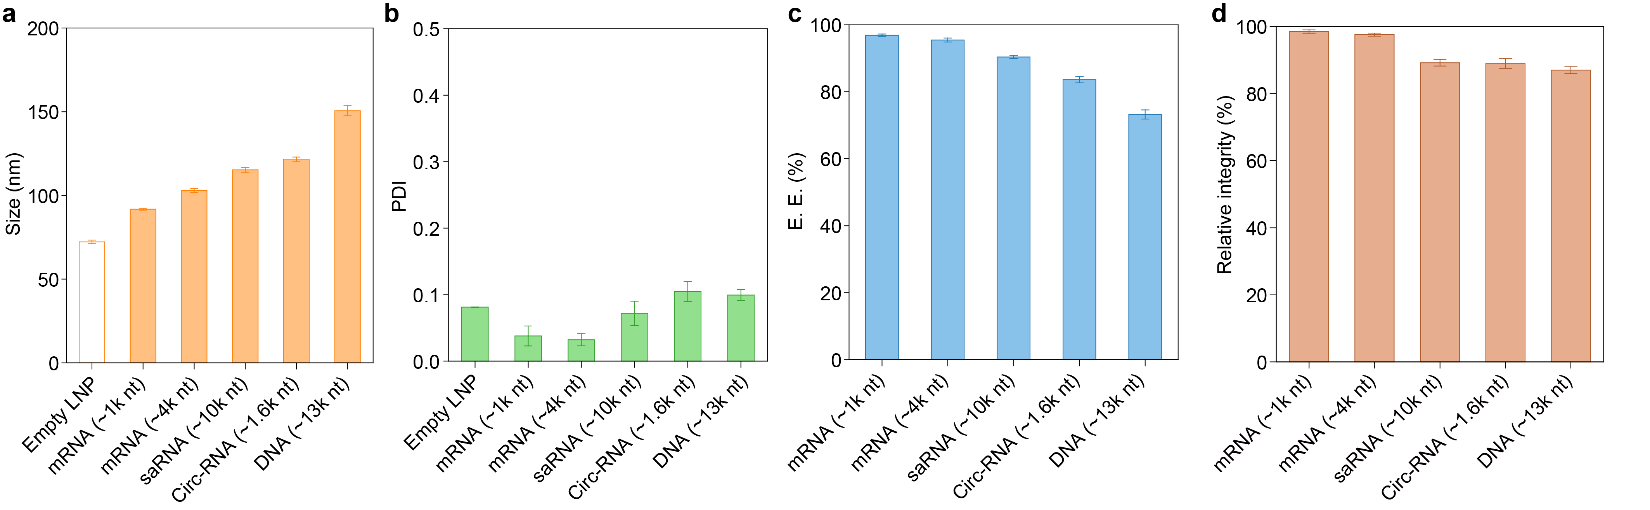 a
200
150
100
50
0
Size (nm)
Empty LNP
mRNA (~1k nt)
mRNA (~4k nt)
saRNA (~10k nt)
Circ-RNA (~1.6k nt)
DNA (~13k nt)
b
0.5
0.4
0.3
0.2
0.1
0.0
PDI
Empty LNP
mRNA (~1k nt)
mRNA (~4k nt)
saRNA (~10k nt)
Circ-RNA (~1.6k nt)
DNA (~13k nt)
c
100
80
60
40
20
0
E. E. (%)
mRNA (~1k nt)
mRNA (~4k nt)
saRNA (~10k nt)
Circ-RNA (~1.6k nt)
DNA (~13k nt)
d
100
80
60
40
20
0
Relative integrity (%)
mRNA (~1k nt)
mRNA (~4k nt)
saRNA (~10k nt)
Circ-RNA (~1.6k nt)
DNA (~13k nt)